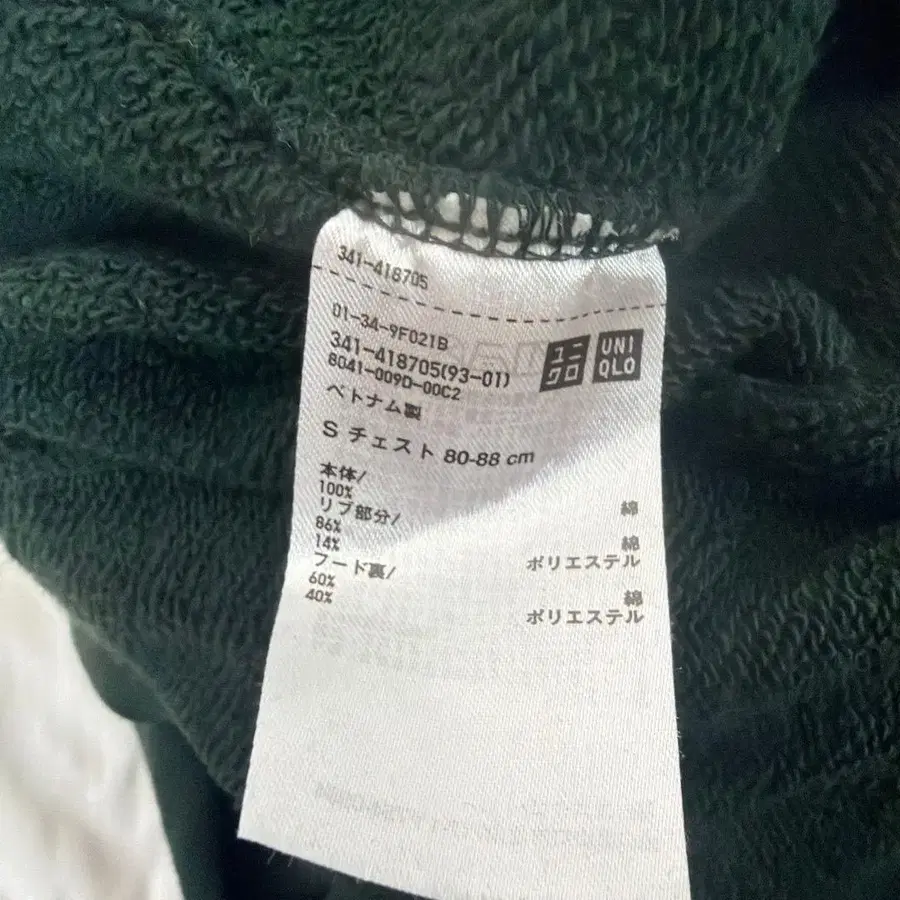 341-418705
01-34-9F021B
341-418705(93-01)
8041-009D-00C2
ユニ
クロ
UNI
QLO
ベトナム製
S チェスト 80-88 cm
本体/
100% 綿
リブ部分/
86% 綿
14% ポリエステル
フード裏/
60% 綿
40% ポリエステル